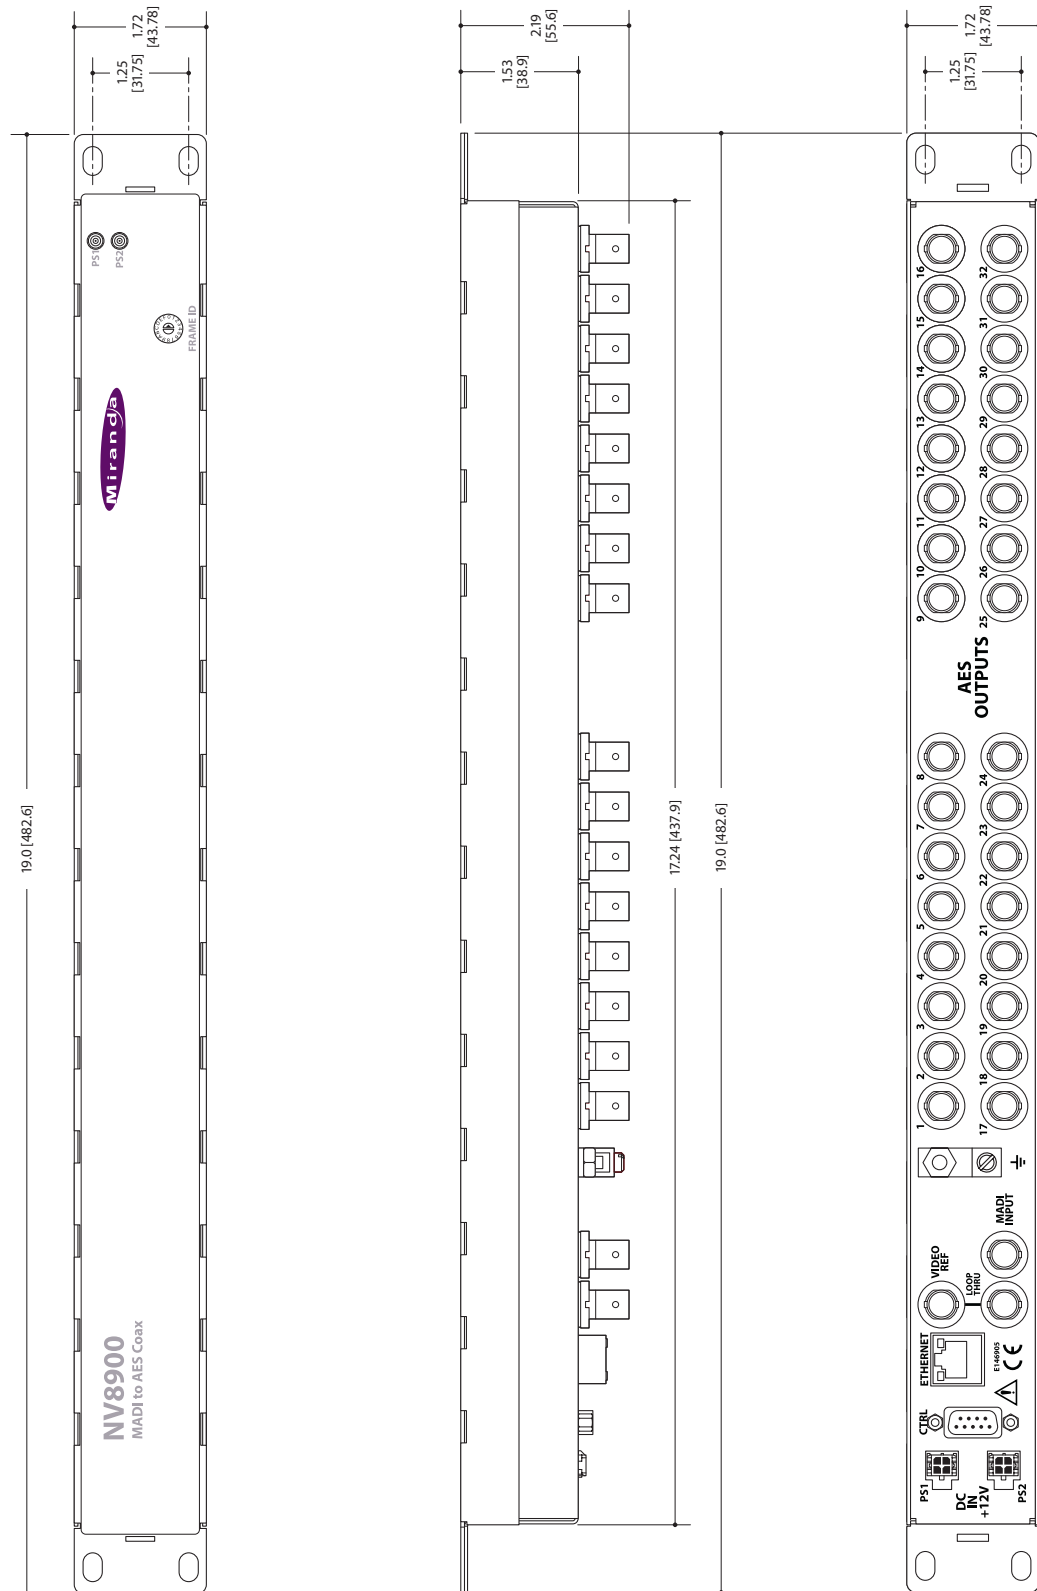 1.72
[43.78]
1.25
[31.75]
19.0 [482.6]
PS1
PS2
FRAME ID
Miranda
NV8900
MADI to AES Coax
2.19
[55.6]
1.53
[38.9]
17.24 [437.9]
19.0 [482.6]
1.72
[43.78]
1.25
[31.75]
16
32
15
31
14
30
13
29
12
28
11
27
10
26
9
25
AES
OUTPUTS
8
24
7
23
6
22
5
21
4
20
3
19
2
18
1
17
MADI
INPUT
VIDEO
REF
LOOP
THRU
ETHERNET
E146905
CE
CTRL
PS1
DC
IN
+12V
PS2